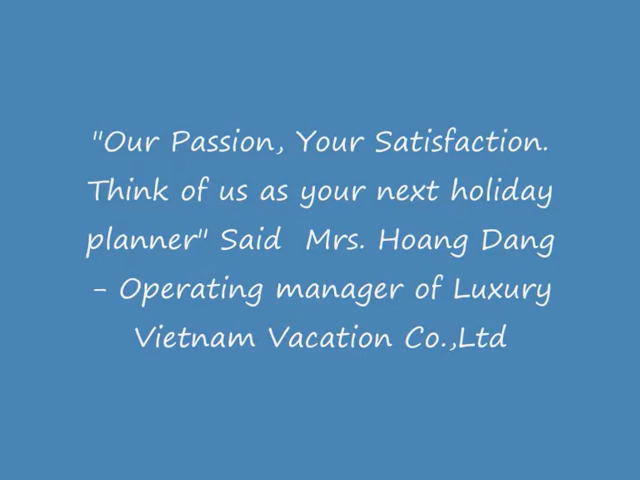 "Our Passion, Your Satisfaction.
Think of us as your next holiday
planner" Said  Mrs. Hoang Dang
- Operating manager of Luxury
Vietnam Vacation Co.,Ltd